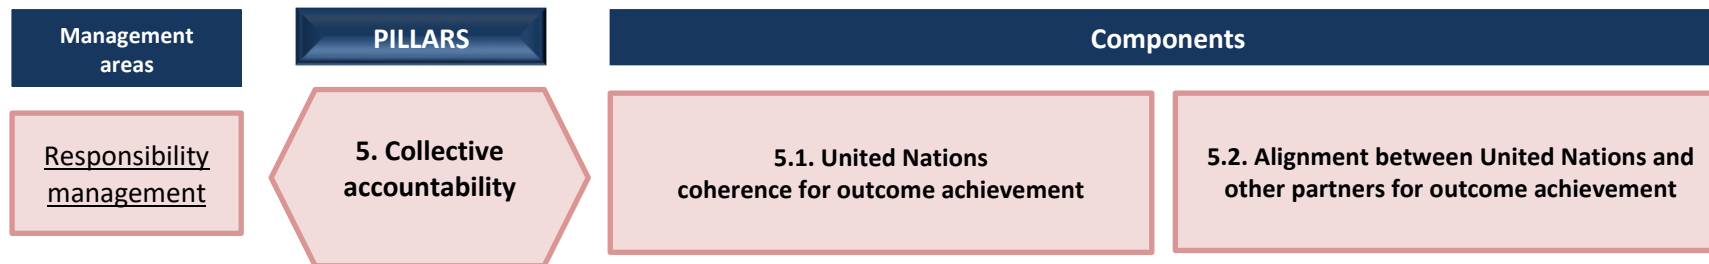 Management
areas
PILLARS
Components
Responsibility
management
5. Collective
accountability
5.1. United Nations
coherence for outcome achievement
5.2. Alignment between United Nations and
other partners for outcome achievement